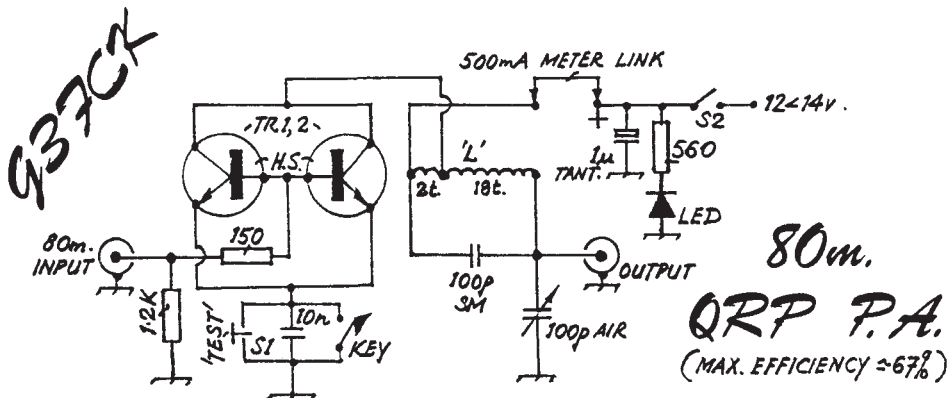 G3YCK
500mA METER LINK
TR1,2
H.S.
'L'
2t.
18t.
S2
12<14v.
1µ
TANT.
560
LED
80m.
INPUT
150
1.2K
'TEST'
S1
10n
KEY
100p
SM
100p AIR
OUTPUT
80m.
QRP P.A.
(MAX. EFFICIENCY ≈67%)